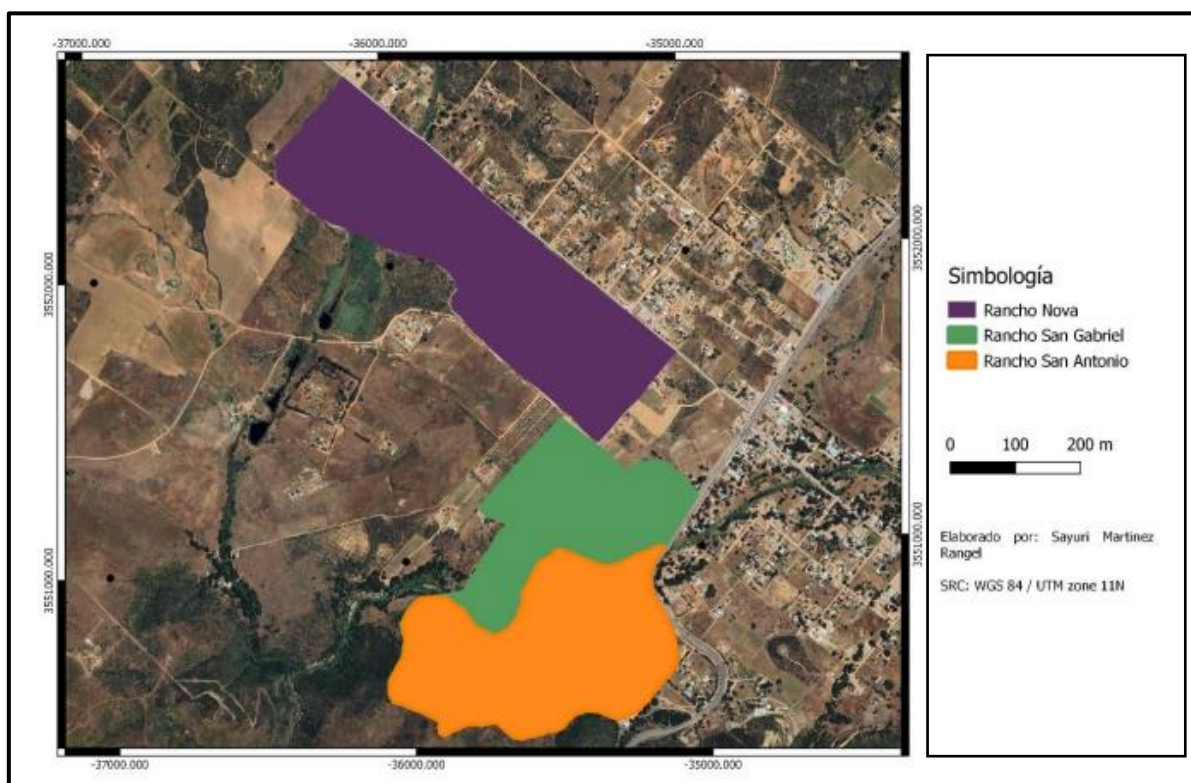 -37000.000 -36000.000 -35000.000
3552000.000
3552000.000
3551000.000
3551000.000
-37000.000 -36000.000 -35000.000
Simbología
Rancho Nova
Rancho San Gabriel
Rancho San Antonio
0 100 200 m
Elaborado por: Sayuri Martinez
Rangel
SRC: WGS 84 / UTM zone 11N